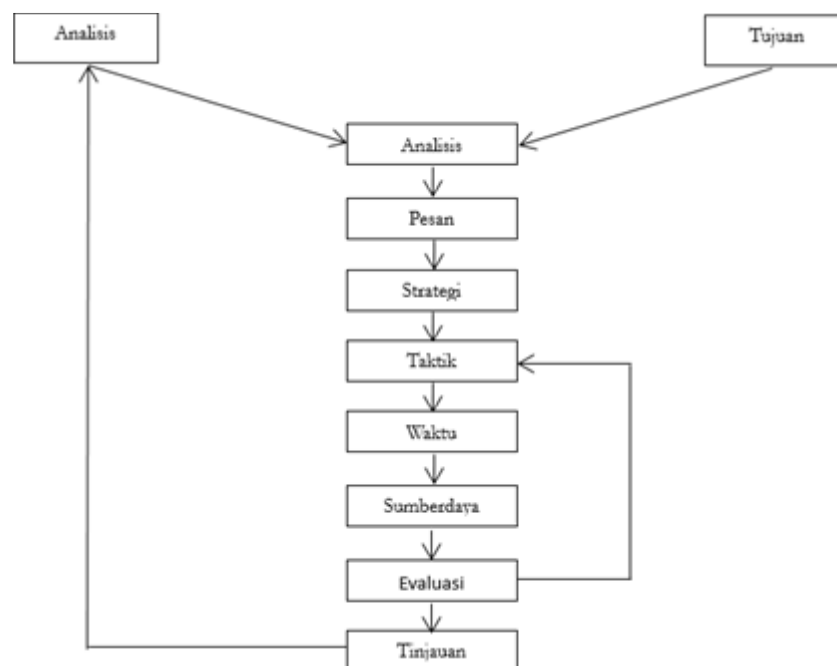 Analisis
Tujuan
Analisis
Pesan
Strategi
Taktik
Waktu
Sumberdaya
Evaluasi
Tinjauan